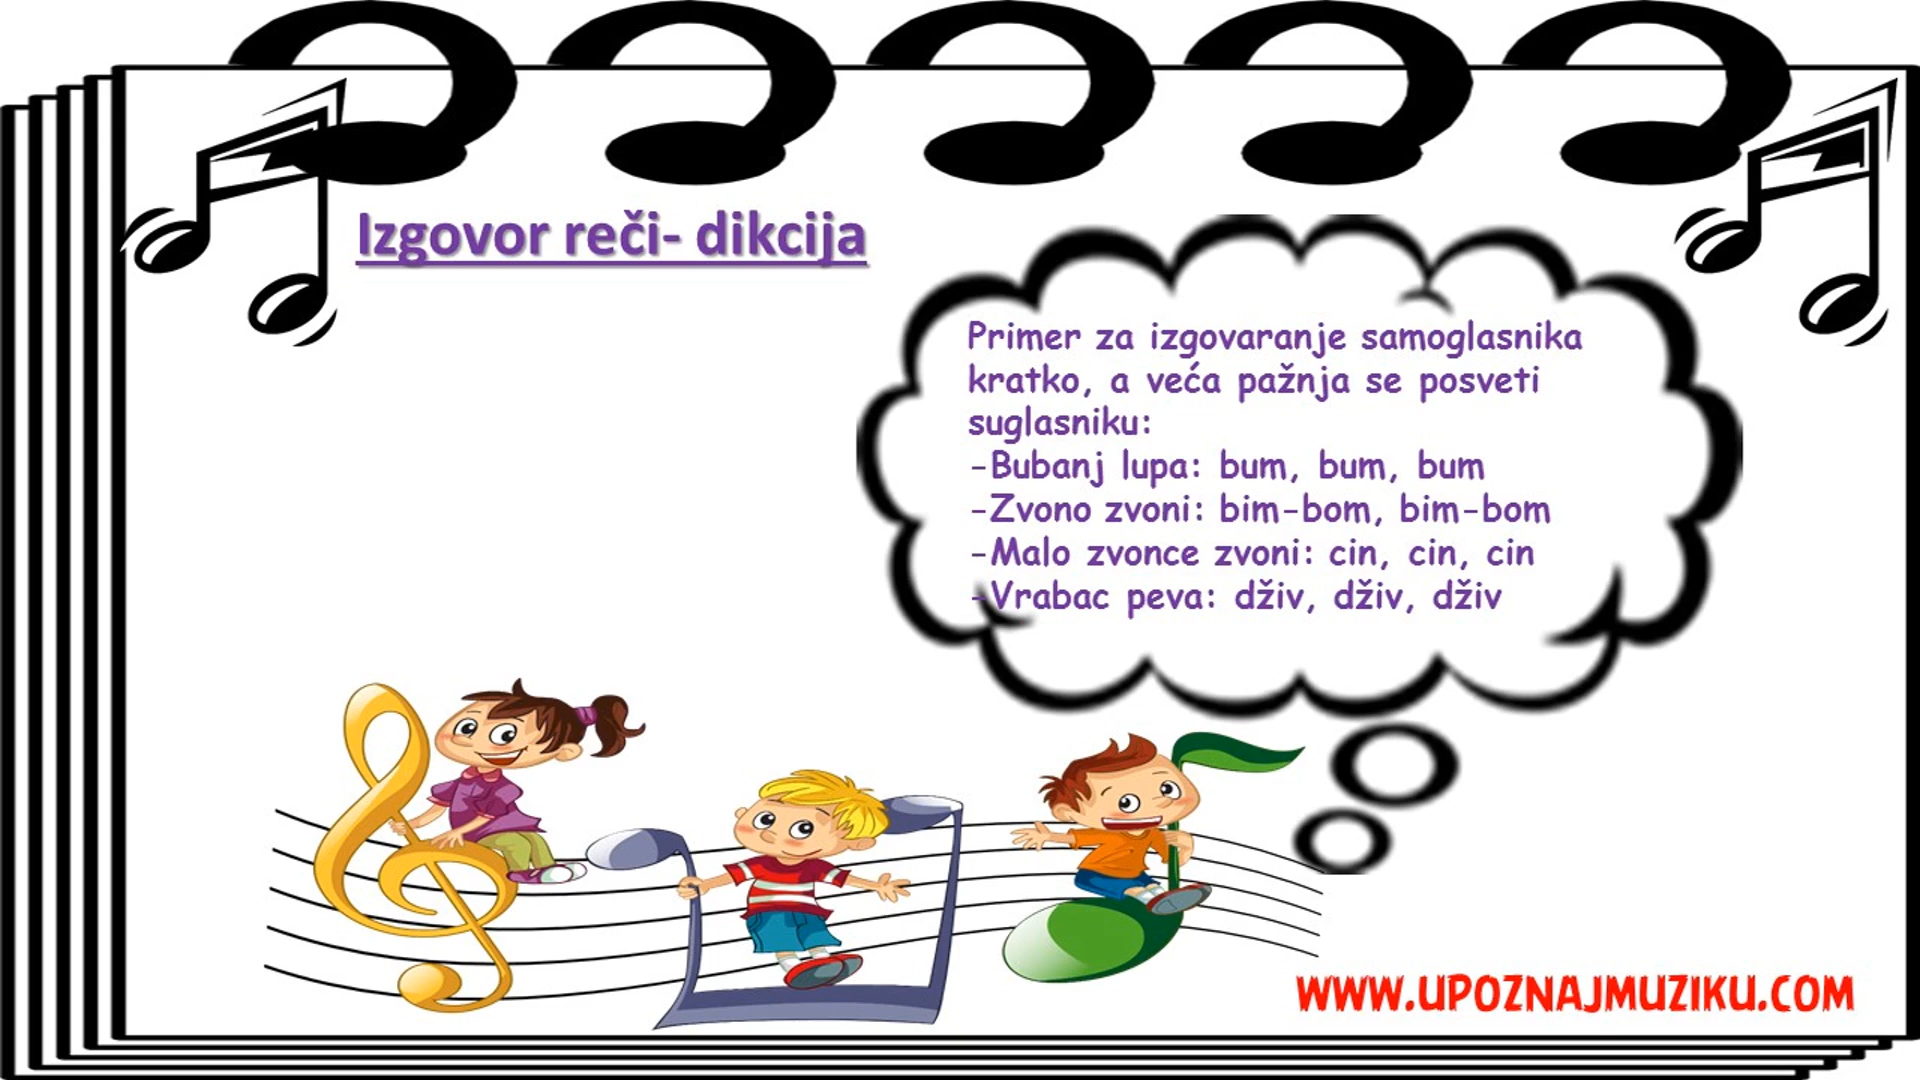 Izgovor reči- dikcija
Primer za izgovaranje samoglasnika
kratko, a veća pažnja se posveti
suglasniku:
-Bubanj lupa: bum, bum, bum
-Zvono zvoni: bim-bom, bim-bom
-Malo zvonce zvoni: cin, cin, cin
-Vrabac peva: dživ, dživ, dživ
WWW.UPOZNAJMUZIKU.COM